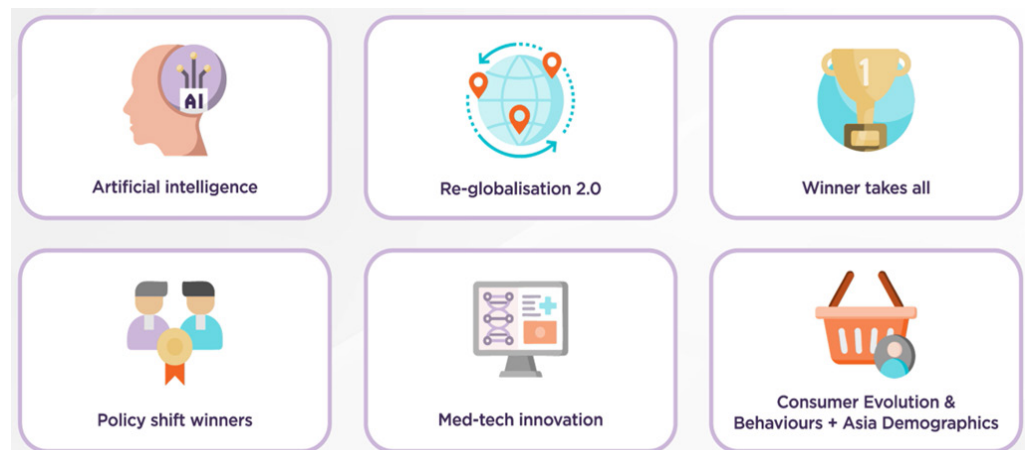 AI
1
Artificial intelligence
Re-globalisation 2.0
Winner takes all
Policy shift winners
Med-tech innovation
Consumer Evolution &
Behaviours + Asia Demographics